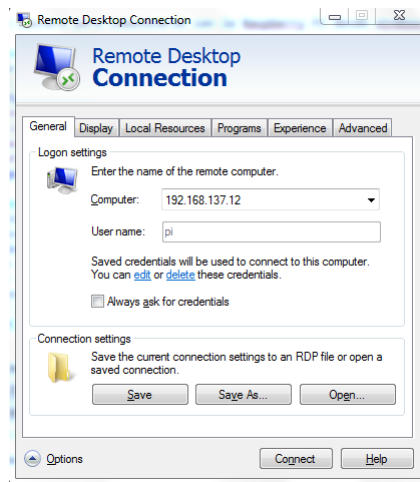 Remote Desktop Connection
Remote Desktop
Connection
General Display Local Resources Programs Experience Advanced
Logon settings
Enter the name of the remote computer.
Computer: 192.168.137.12
User name: pi
Saved credentials will be used to connect to this computer.
You can edit or delete these credentials.
Always ask for credentials
Connection settings
Save the current connection settings to an RDP file or open a
saved connection.
Save Save As... Open...
Options Connect Help